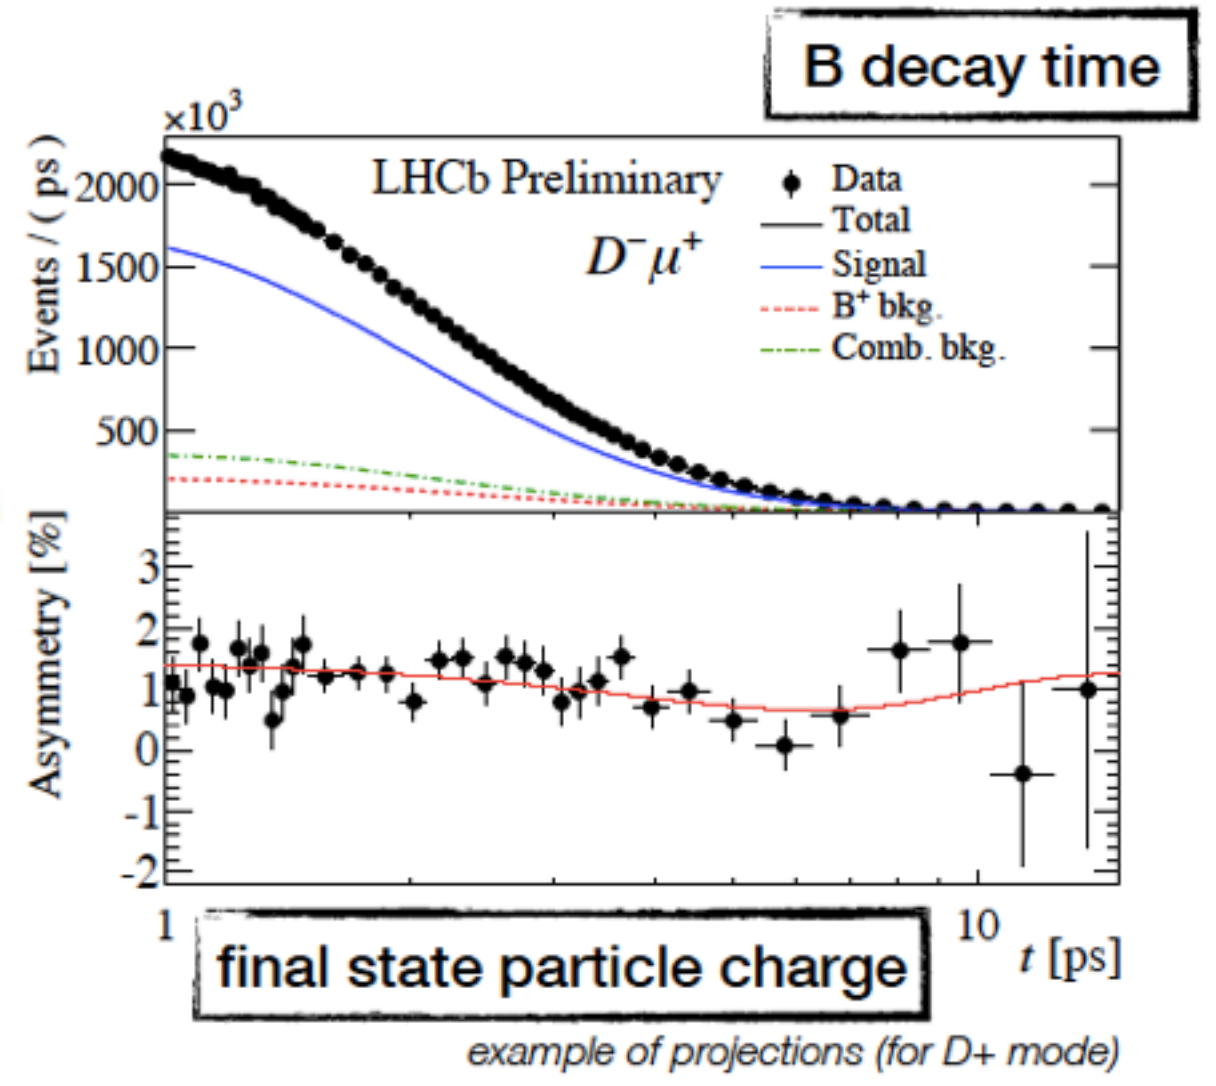 B decay time
×10³
Events / ( ps )
2000
1500
1000
500
LHCb Preliminary
D⁻μ⁺
Data
Total
Signal
B⁺ bkg.
Comb. bkg.
Asymmetry [%]
3
2
1
0
-1
-2
1
10
t [ps]
final state particle charge
example of projections (for D+ mode)